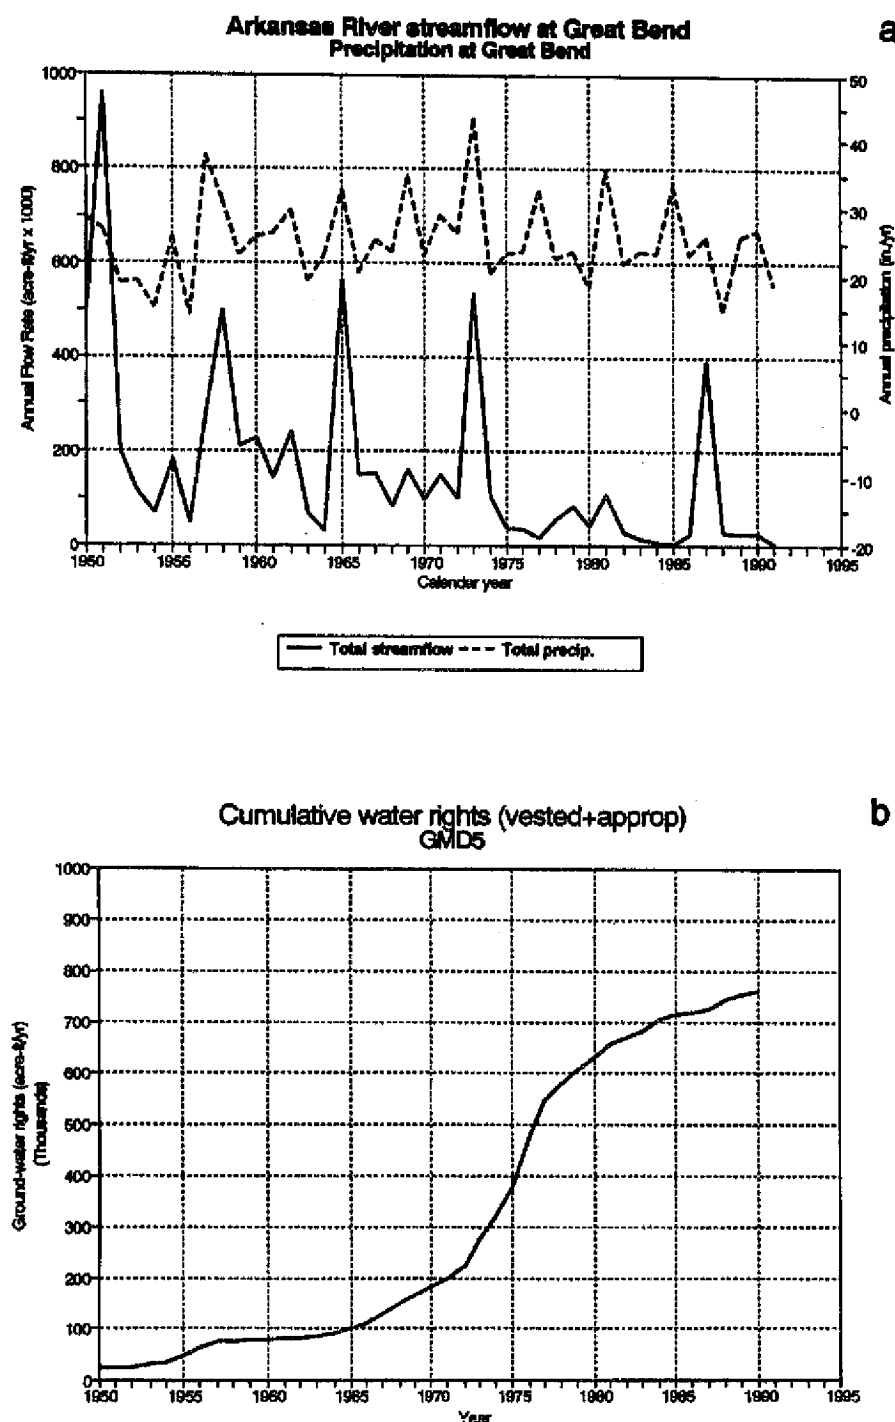 Arkansas River streamflow at Great Bend
Precipitation at Great Bend
a
Annual Flow Rate (acre-ft/yr x 1000)
1000
800
600
400
200
0
50
40
30
20
10
0
-10
-20
Annual precipitation (in./yr)
1950 1955 1960 1965 1970 1975 1980 1985 1990 1995
Calender year
Total streamflow Total precip.
b
Cumulative water rights (vested+approp)
GMD5
Ground-water rights (acre-ft/yr)
(Thousands)
1000
900
800
700
600
500
400
300
200
100
0
1950 1955 1960 1965 1970 1975 1980 1985 1990 1995
Year